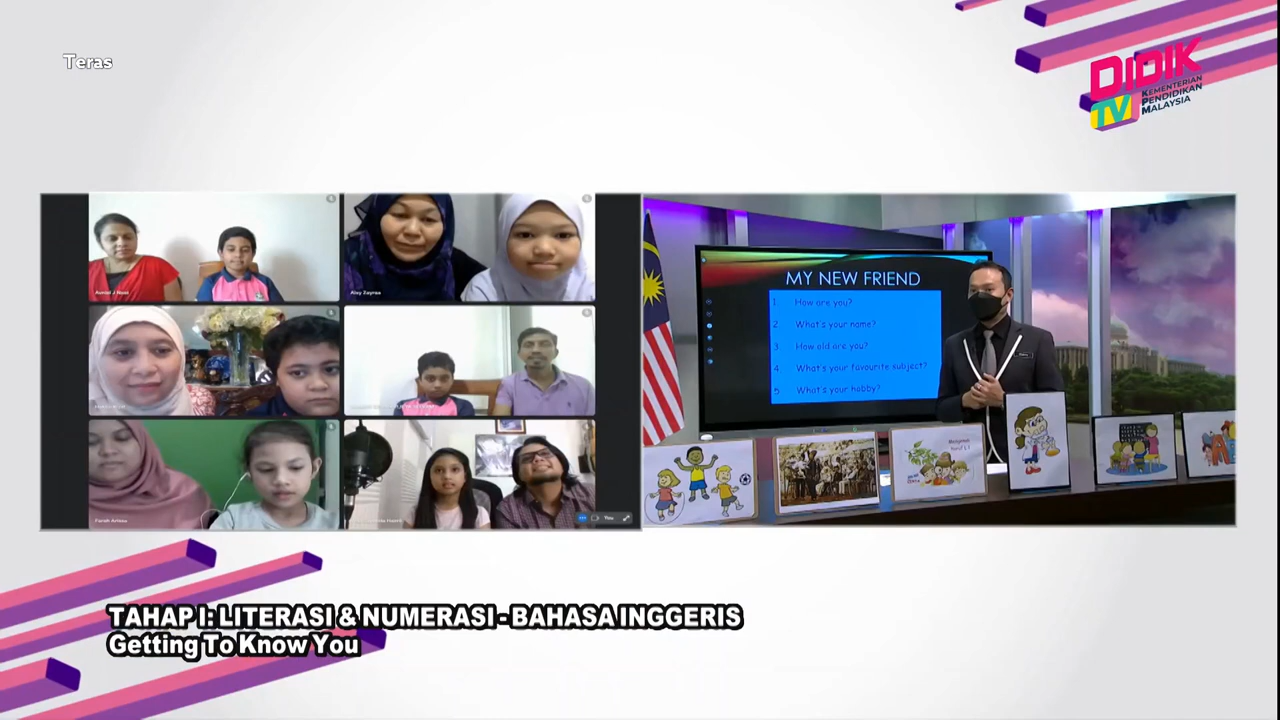 Teras
DIDIK
TV
KEMENTERIAN
PENDIDIKAN
MALAYSIA
MY NEW FRIEND
1 How are you?
2 What's your name?
3 How old are you?
4 What's your favourite subject?
5 What's your hobby?
You
TAHAP I: LITERASI & NUMERASI - BAHASA INGGERIS
Getting To Know You